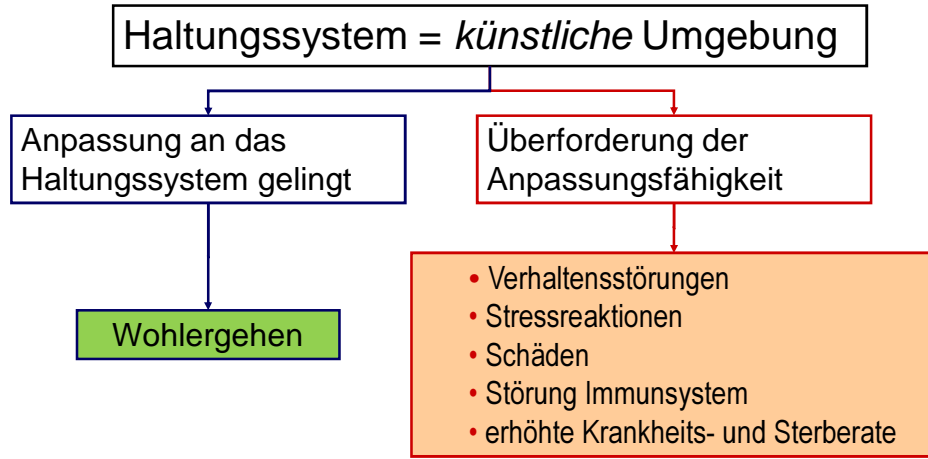 Haltungssystem = künstliche Umgebung
Anpassung an das
Haltungssystem gelingt
Überforderung der
Anpassungsfähigkeit
Wohlergehen
• Verhaltensstörungen
• Stressreaktionen
• Schäden
• Störung Immunsystem
• erhöhte Krankheits- und Sterberate